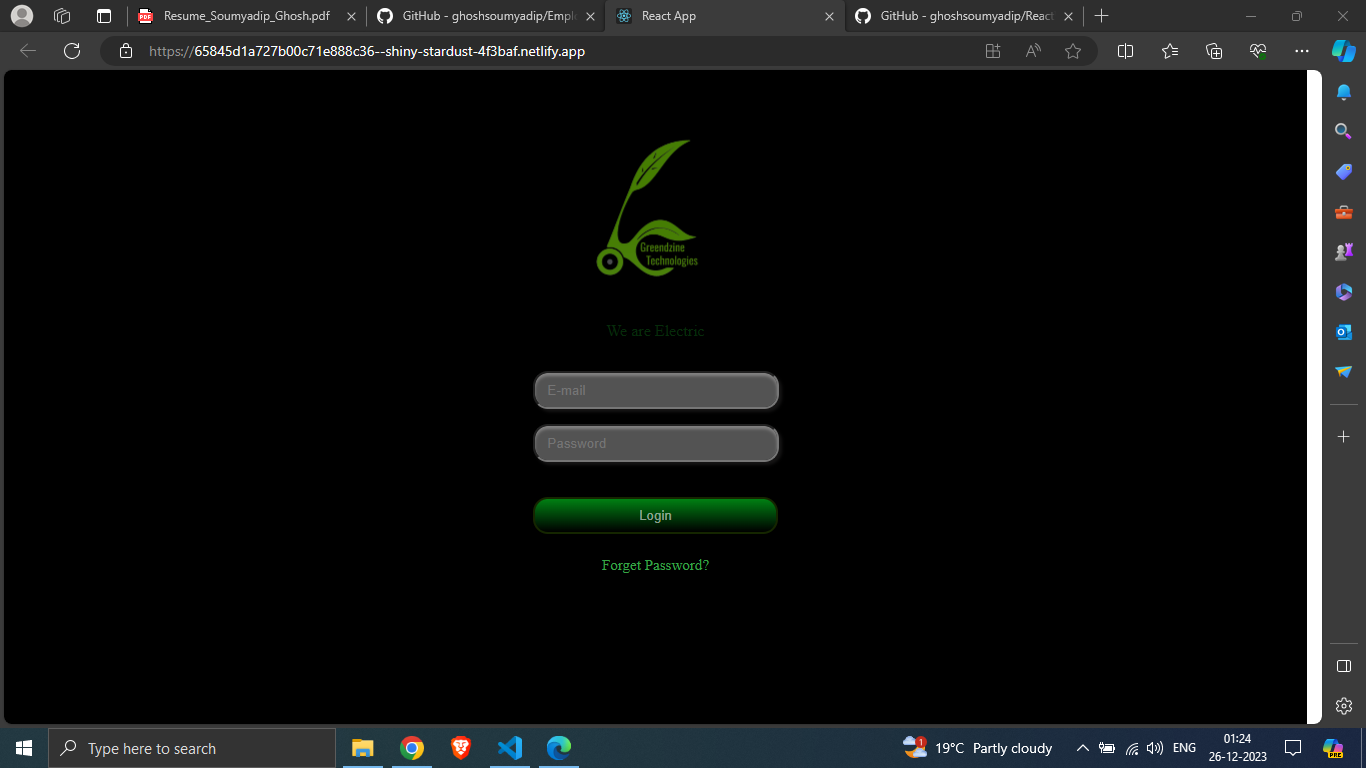 Resume_Soumyadip_Ghosh.pdf
GitHub - ghoshsoumyadip/Empl
React App
GitHub - ghoshsoumyadip/React
https://65845d1a727b00c71e888c36--shiny-stardust-4f3baf.netlify.app
Greendzine
Technologies
We are Electric
E-mail
Password
Login
Forget Password?
Type here to search
1
19°C Partly cloudy
ENG
01:24
26-12-2023
PRE